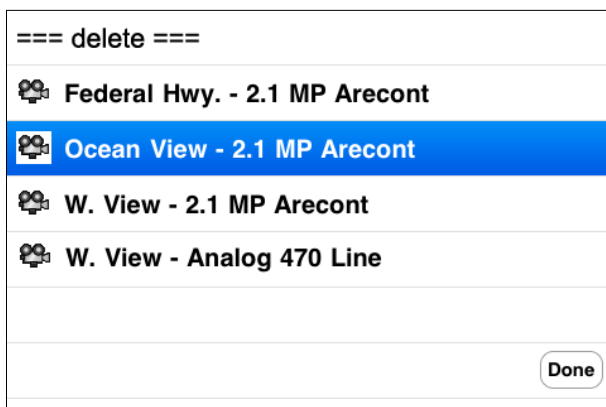 === delete ===
Federal Hwy. - 2.1 MP Arecont
Ocean View - 2.1 MP Arecont
W. View - 2.1 MP Arecont
W. View - Analog 470 Line
Done